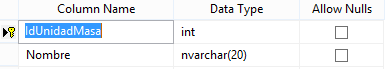 Column Name Data Type Allow Nulls
IdUnidadMasa int
Nombre nvarchar(20)